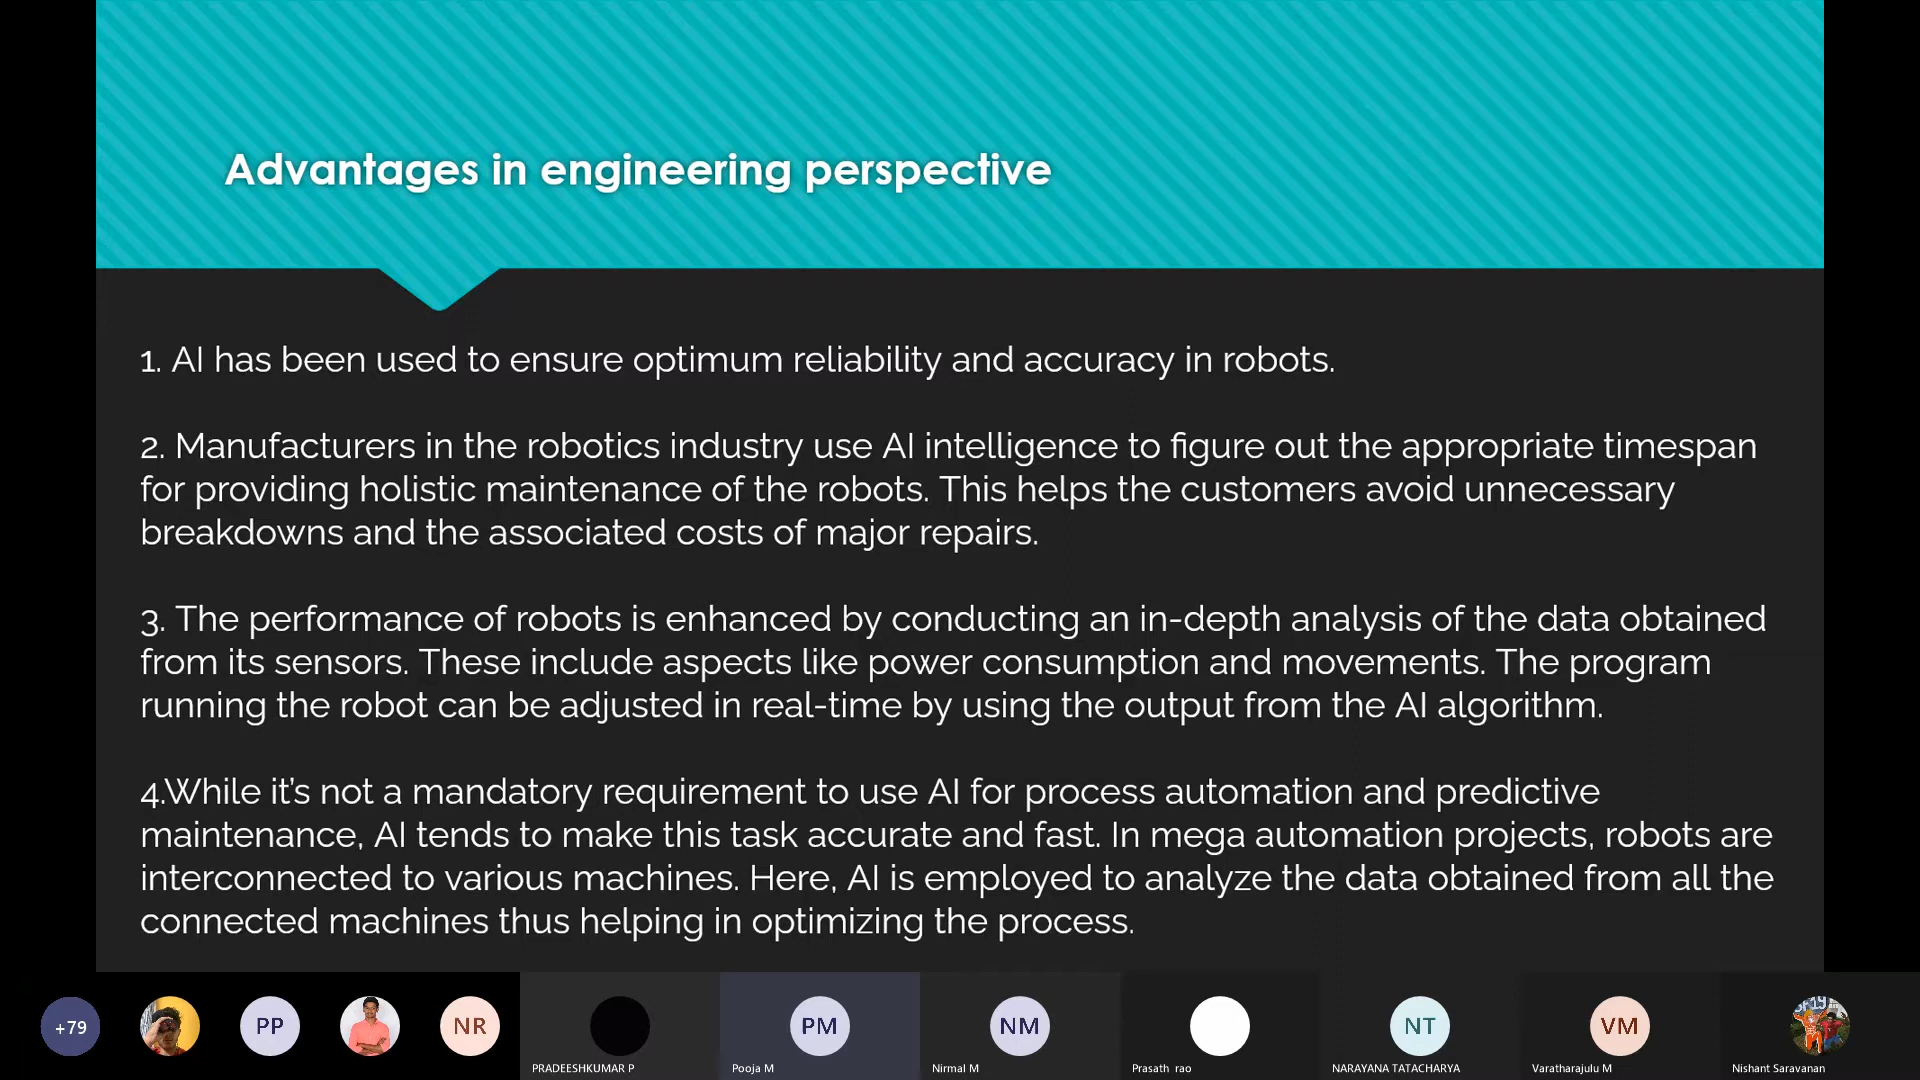 Advantages in engineering perspective
1. AI has been used to ensure optimum reliability and accuracy in robots.
2. Manufacturers in the robotics industry use AI intelligence to figure out the appropriate timespan
for providing holistic maintenance of the robots. This helps the customers avoid unnecessary
breakdowns and the associated costs of major repairs.
3. The performance of robots is enhanced by conducting an in-depth analysis of the data obtained
from its sensors. These include aspects like power consumption and movements. The program
running the robot can be adjusted in real-time by using the output from the AI algorithm.
4.While it’s not a mandatory requirement to use AI for process automation and predictive
maintenance, AI tends to make this task accurate and fast. In mega automation projects, robots are
interconnected to various machines. Here, AI is employed to analyze the data obtained from all the
connected machines thus helping in optimizing the process.
+79 PP NR PM NM NT VM
PRADEESHKUMAR P Pooja M Nirmal M Prasath rao NARAYANA TATACHARYA Varatharajulu M Nishant Saravanan